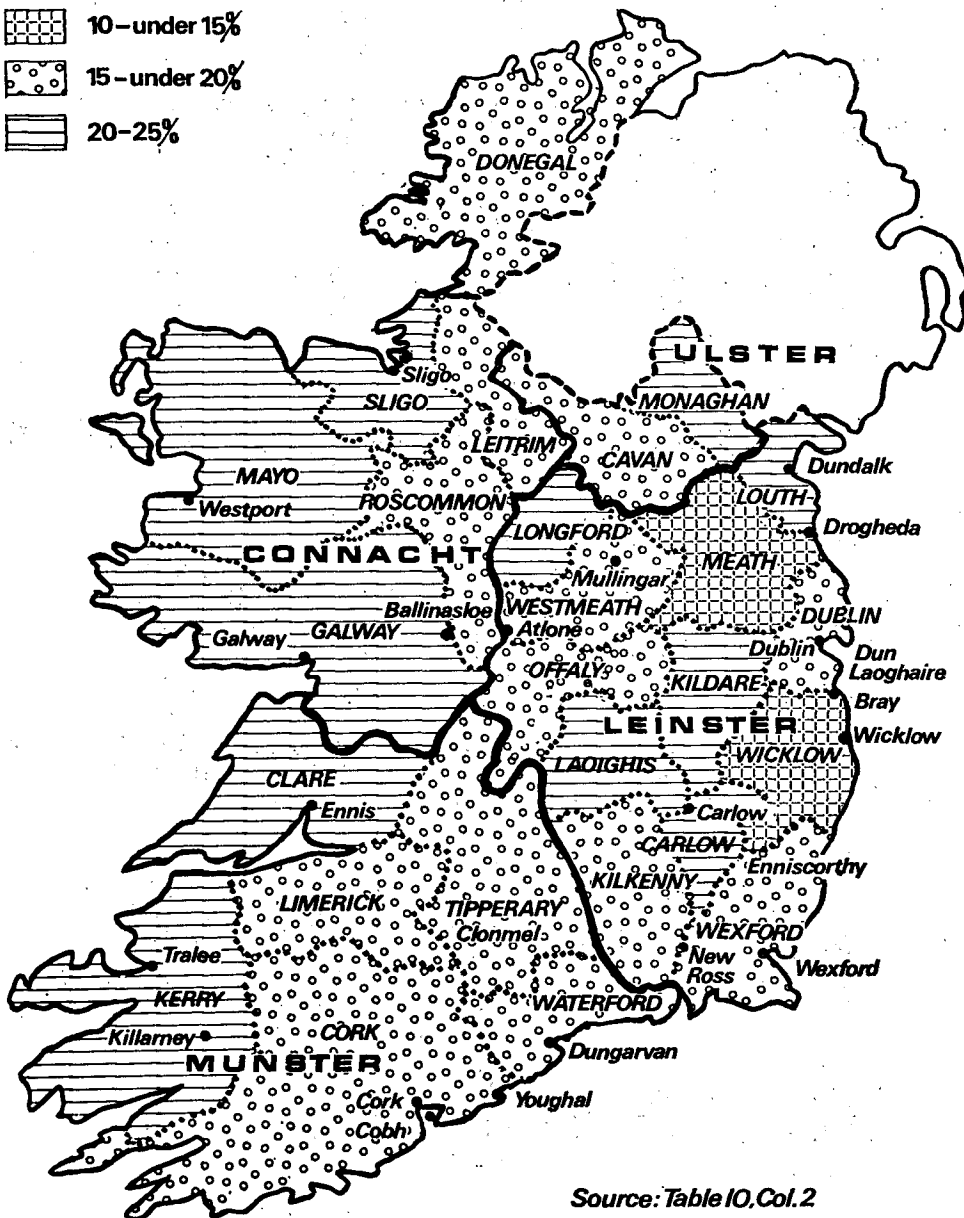 10-under 15%
15-under 20%
20-25%
DONEGAL
ULSTER
Sligo
SLIGO
MONAGHAN
LEITRIM
CAVAN
Dundalk
MAYO
LOUTH
Westport
ROSCOMMON
LONGFORD
Drogheda
CONNACHT
MEATH
Mullingar
Ballinasloe
WESTMEATH
DUBLIN
Galway
GALWAY
Atlone
Dublin
Dun
Laoghaire
OFFALY
KILDARE
Bray
LEINSTER
Wicklow
WICKLOW
LAOIGHIS
CLARE
Ennis
Carlow
CARLOW
Enniscorthy
KILKENNY
LIMERICK
TIPPERARY
Clonmel
WEXFORD
Tralee
New
Ross
Wexford
KERRY
WATERFORD
Killarney
CORK
MUNSTER
Dungarvan
Cork
Youghal
Cobh
Source: Table 10, Col. 2